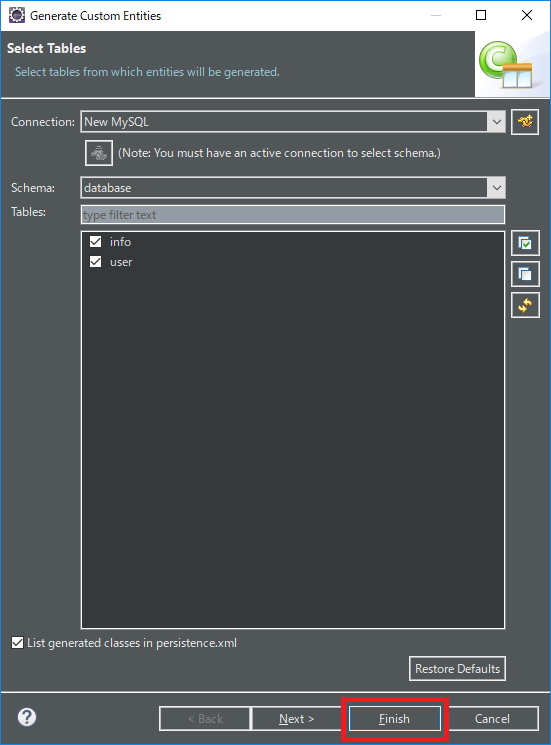 Generate Custom Entities
Select Tables
Select tables from which entities will be generated.
Connection: New MySQL
(Note: You must have an active connection to select schema.)
Schema: database
Tables: type filter text
info
user
List generated classes in persistence.xml
Restore Defaults
< Back Next > Finish Cancel